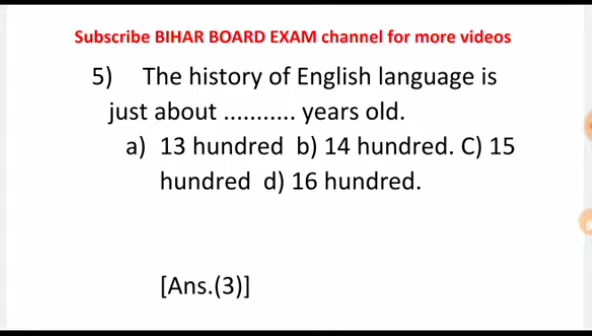 Subscribe BIHAR BOARD EXAM channel for more videos
5) The history of English language is
just about ........... years old.
a) 13 hundred b) 14 hundred. C) 15
hundred d) 16 hundred.
[Ans.(3)]